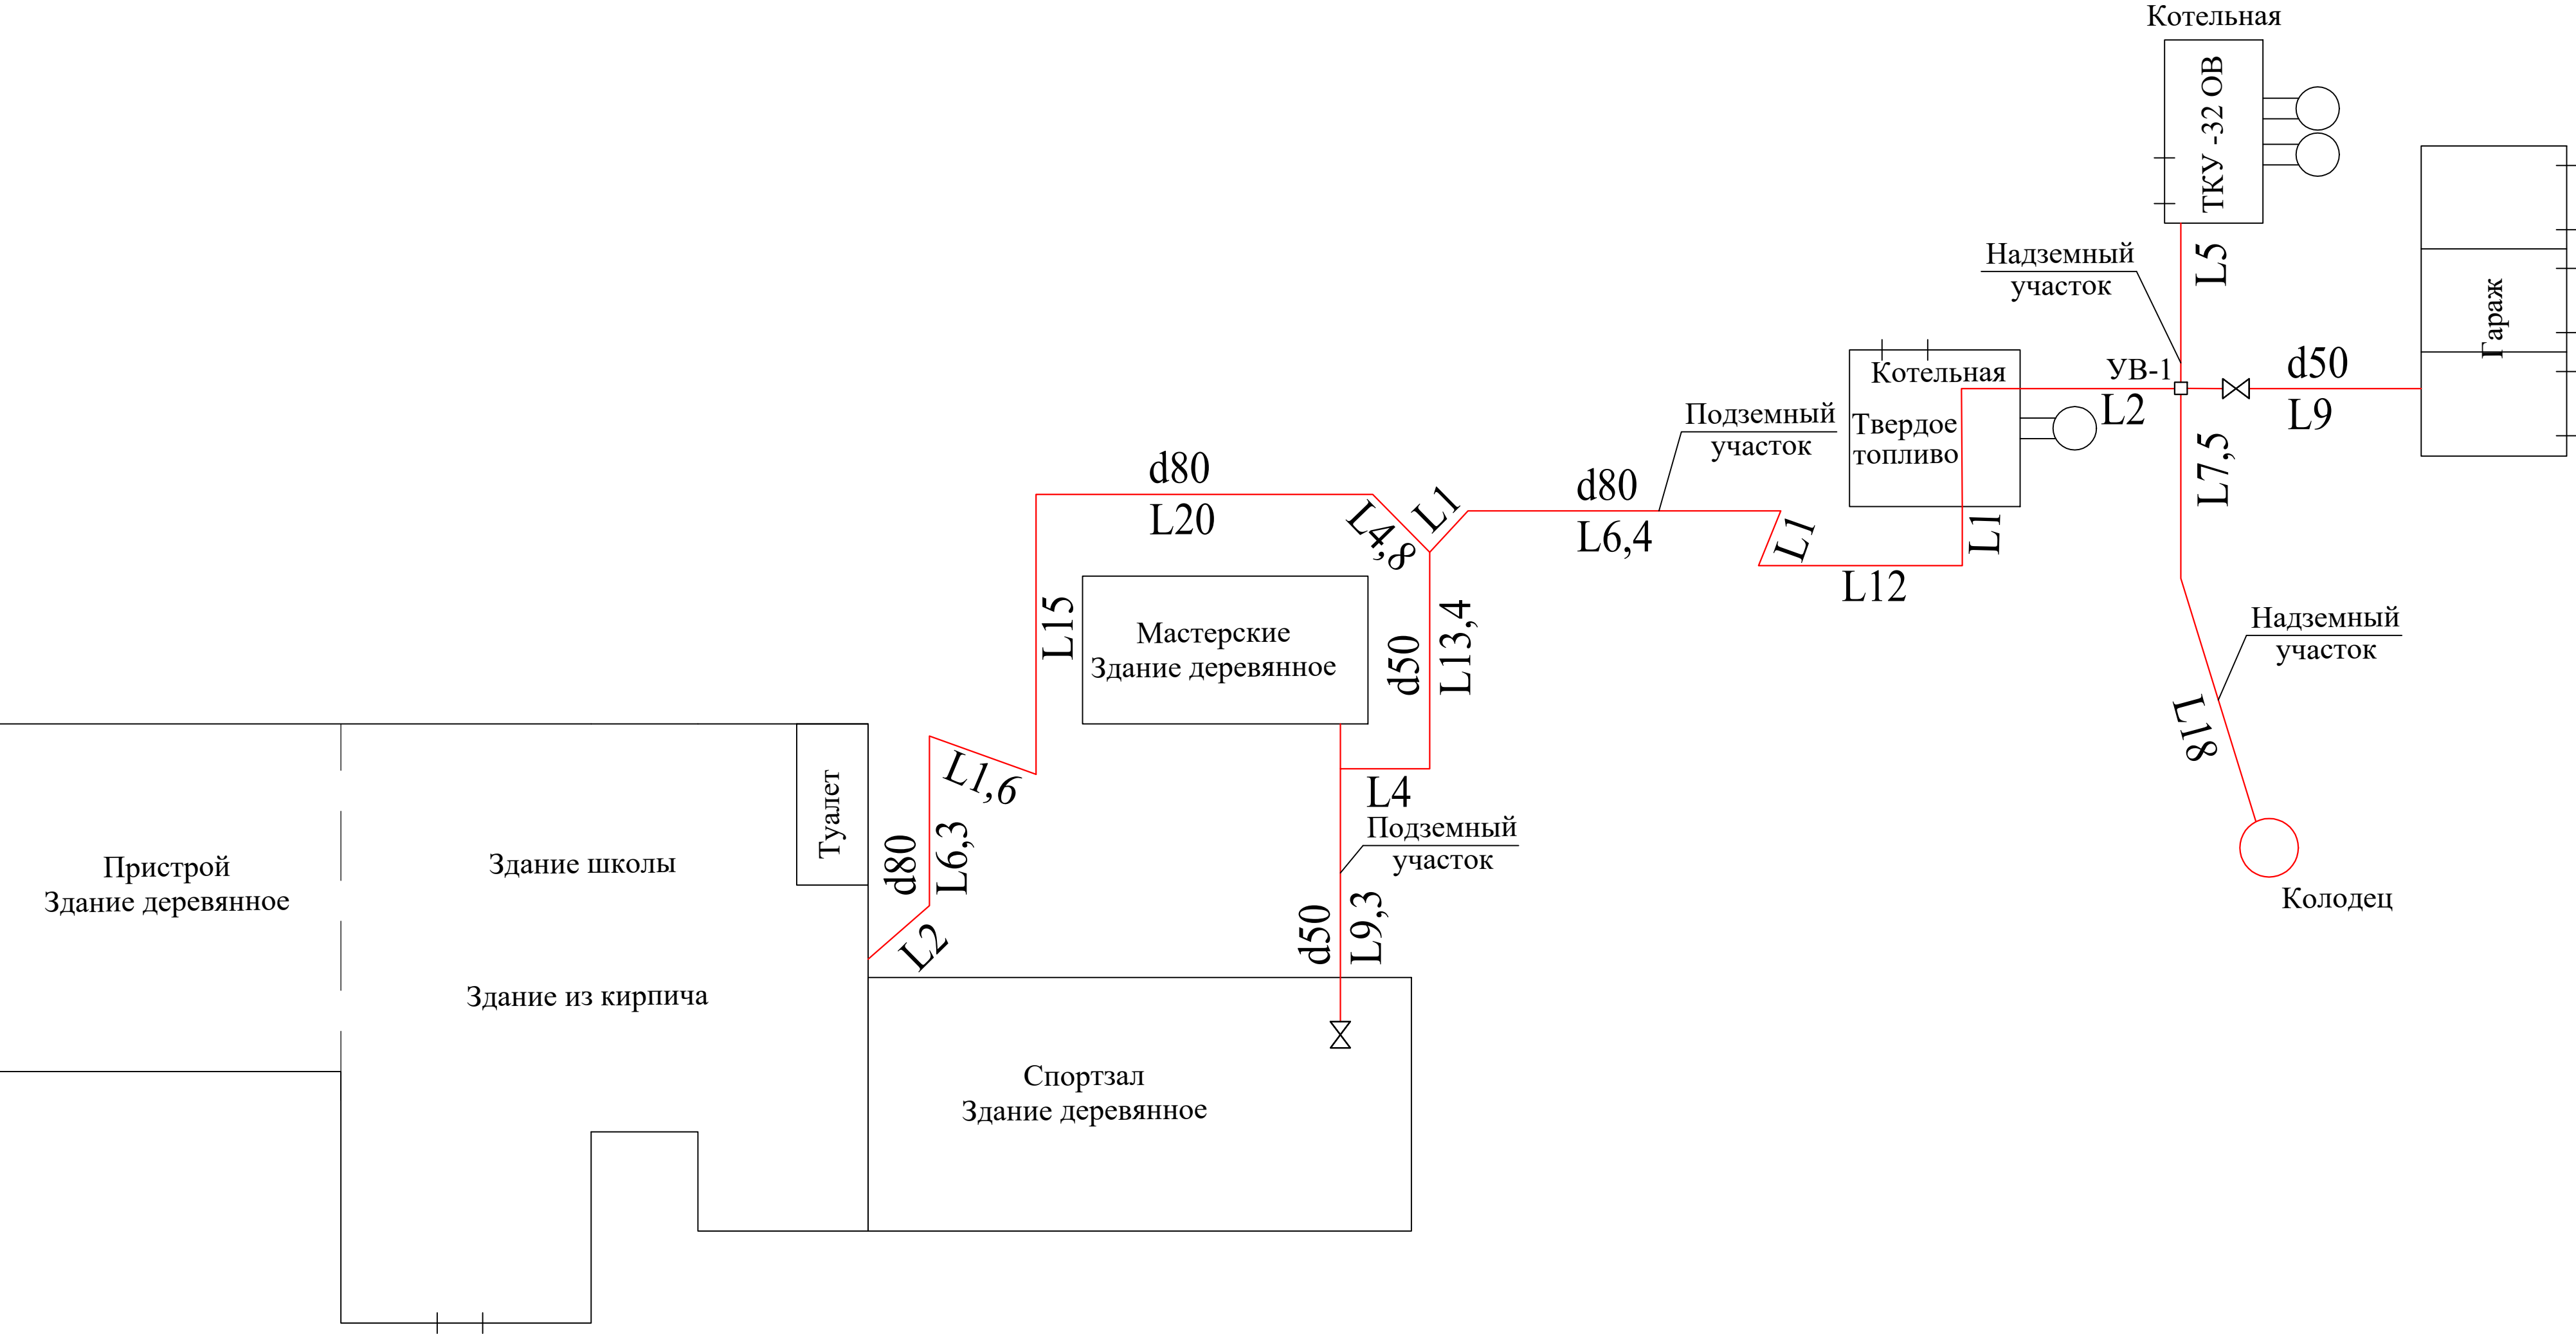 Котельная
ТКУ -32 ОВ
L5
Надземный
участок
Гараж
УВ-1
d50
L9
L2
Котельная
Твердое
топливо
L7,5
Подземный
участок
d80
L20
L4,8
L1
d80
L6,4
L1
L12
L1
L15
Мастерские
Здание деревянное
d50
L13,4
Надземный
участок
L18
Колодец
L4
Подземный
участок
d50
L9,3
L1,6
Туалет
d80
L6,3
L2
Пристрой
Здание деревянное
Здание школы
Здание из кирпича
Спортзал
Здание деревянное